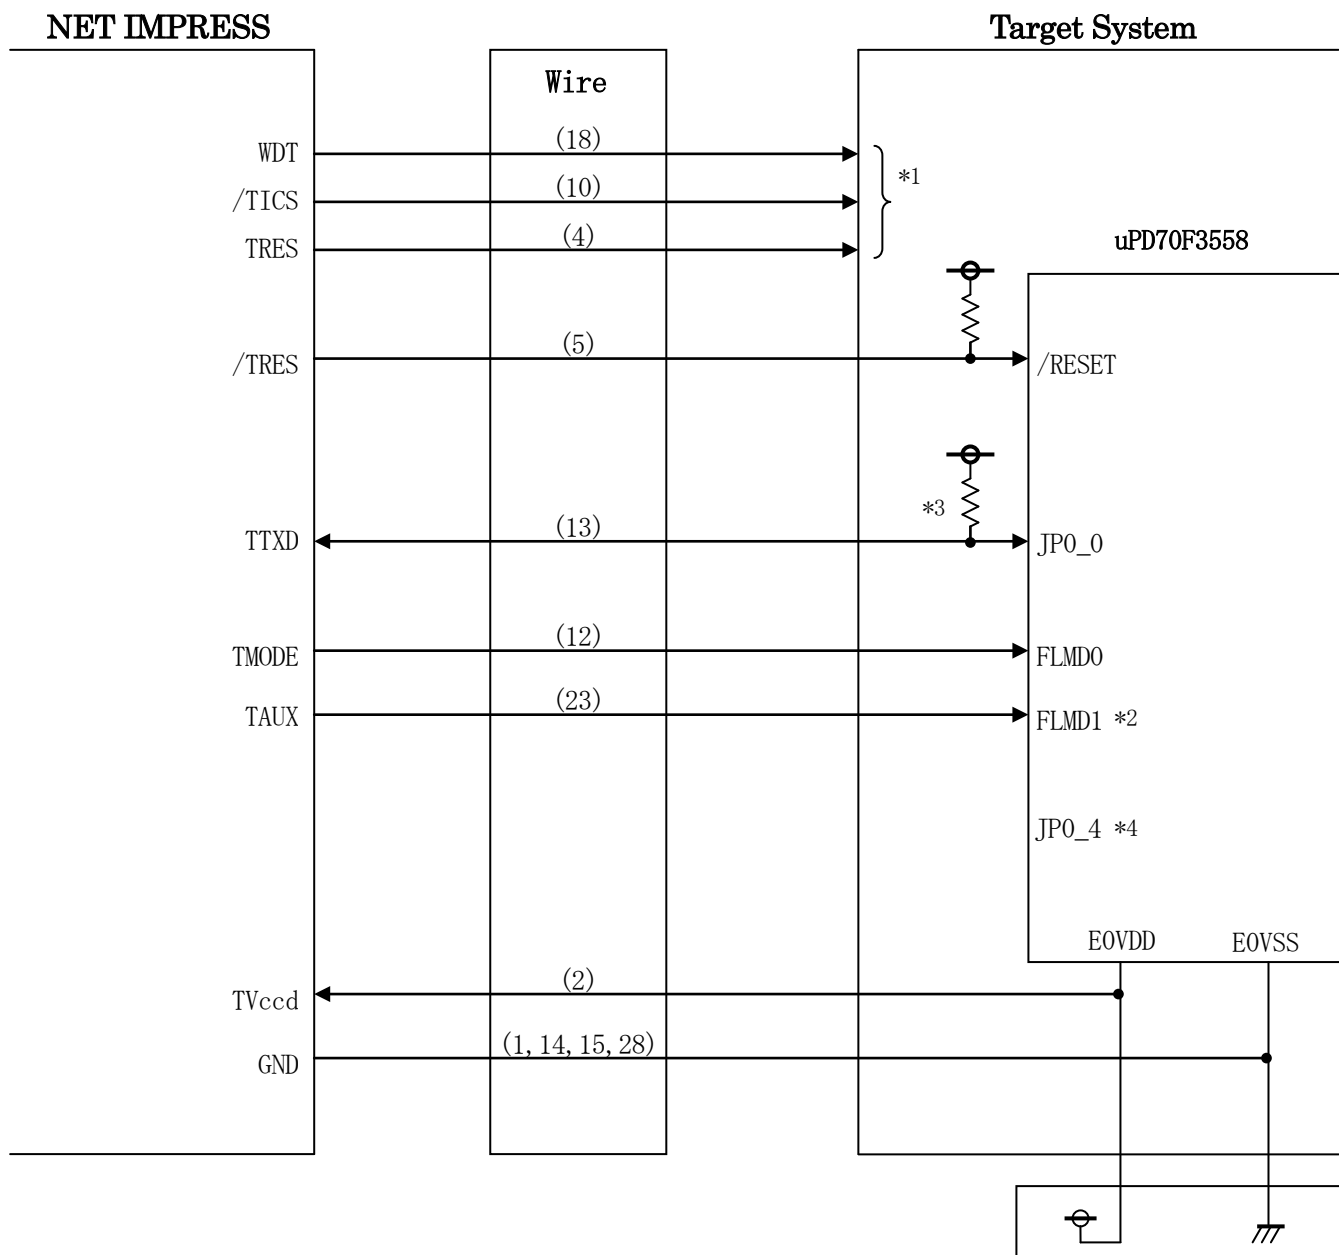 NET IMPRESS
Target System
Wire
WDT
(18)
*1
/TICS
(10)
TRES
(4)
uPD70F3558
/TRES
(5)
/RESET
*3
TTXD
(13)
JP0_0
TMODE
(12)
FLMD0
TAUX
(23)
FLMD1 *2
JP0_4 *4
E0VDD
E0VSS
TVccd
(2)
GND
(1,14,15,28)